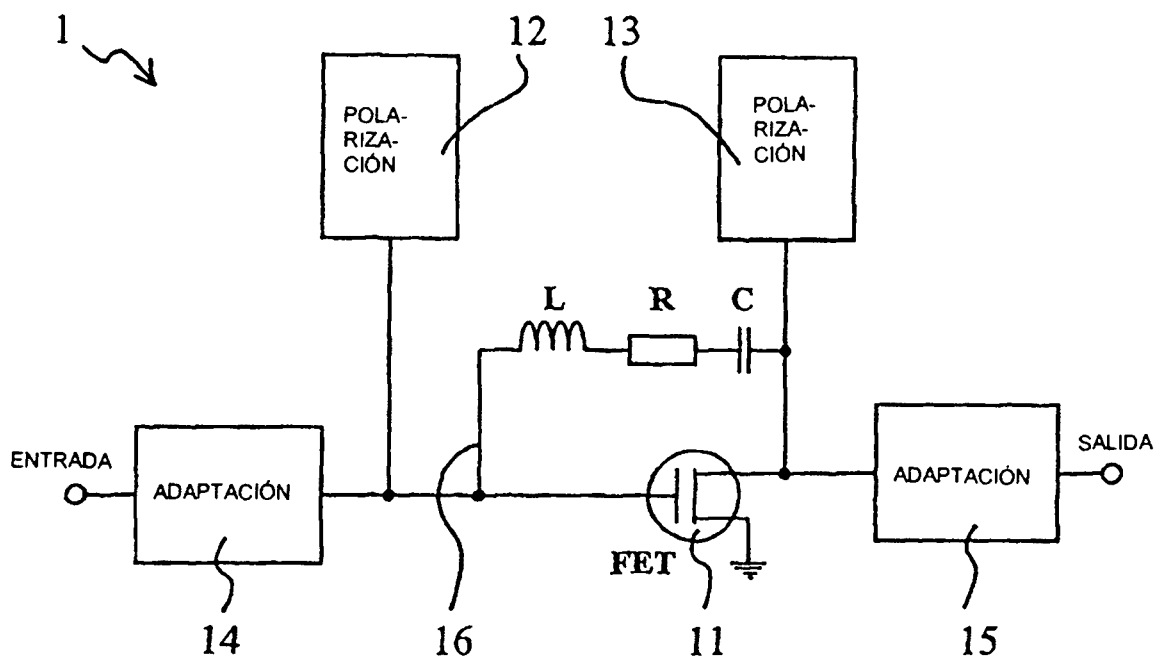 1
12
13
POLA-
RIZA-
CIÓN
POLA-
RIZA-
CIÓN
L R C
ENTRADA
ADAPTACIÓN
SALIDA
ADAPTACIÓN
FET
14
16
11
15